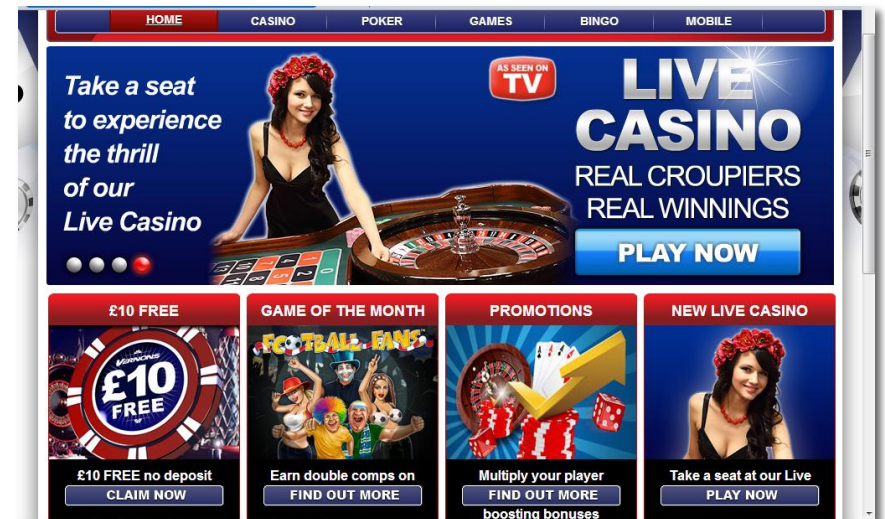 HOME CASINO POKER GAMES BINGO MOBILE
Take a seat
to experience
the thrill
of our
Live Casino
AS SEEN ON
TV
LIVE
CASINO
REAL CROUPIERS
REAL WINNINGS
PLAY NOW
£10 FREE
VERNONS
£10
FREE
£10 FREE no deposit
CLAIM NOW
GAME OF THE MONTH
FOOTBALL FANS
Earn double comps on
FIND OUT MORE
PROMOTIONS
Multiply your player
FIND OUT MORE
boosting bonuses
NEW LIVE CASINO
Take a seat at our Live
PLAY NOW